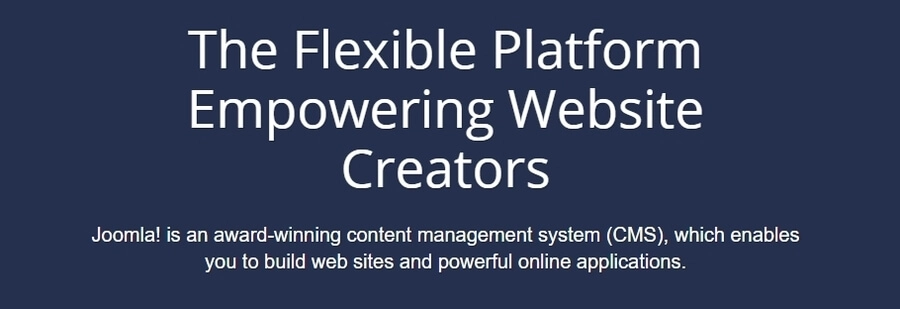 The Flexible Platform
Empowering Website
Creators
Joomla! is an award-winning content management system (CMS), which enables
you to build web sites and powerful online applications.